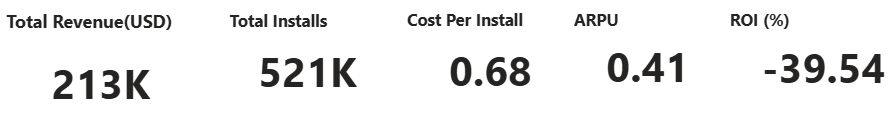 Total Revenue(USD) Total Installs Cost Per Install ARPU ROI (%)
213K 521K 0.68 0.41 -39.54